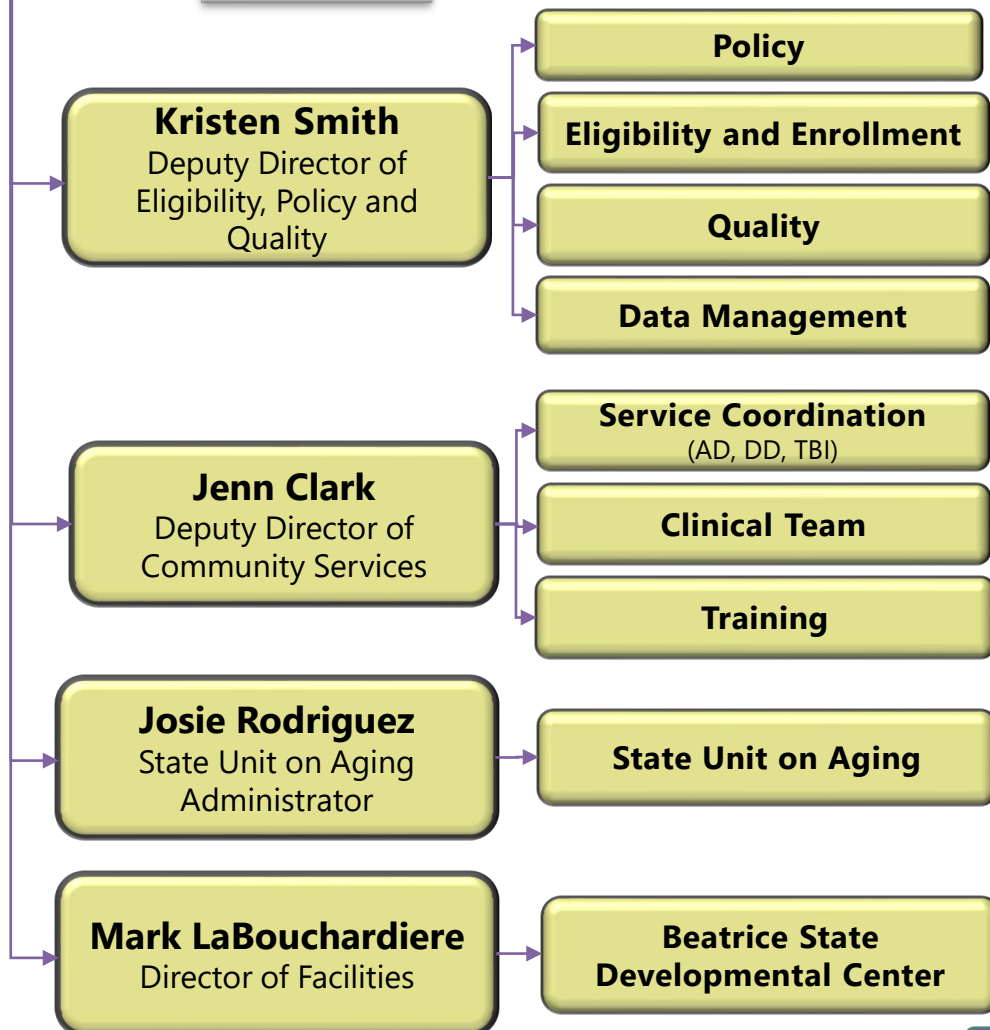 Kristen Smith
Deputy Director of
Eligibility, Policy and
Quality
Policy
Eligibility and Enrollment
Quality
Data Management
Jenn Clark
Deputy Director of
Community Services
Service Coordination
(AD, DD, TBI)
Clinical Team
Training
Josie Rodriguez
State Unit on Aging
Administrator
State Unit on Aging
Mark LaBouchardiere
Director of Facilities
Beatrice State
Developmental Center